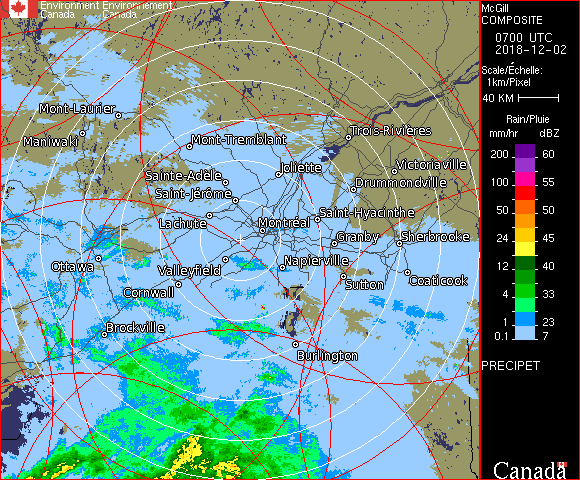 Environment Environnement
Canada Canada
McGill
COMPOSITE
0700 UTC
2018-12-02
Scale/Échelle:
1km/Pixel
40 KM
Rain/Pluie
mm/hr dBZ
200 60
100 55
50 50
24 45
12 40
4 33
1 23
0.1 7
PRECIPET
Canada
Mont-Laurier
Maniwaki
Mont-Tremblant
Trois-Rivières
Joliette
Victoriaville
Sainte-Adèle
Drummondville
Saint-Jérôme
Lachute
Saint-Hyacinthe
Montréal
Granby
Sherbrooke
Ottawa
Valleyfield
Napierville
Sutton
Coaticook
Cornwall
Brockville
Burlington